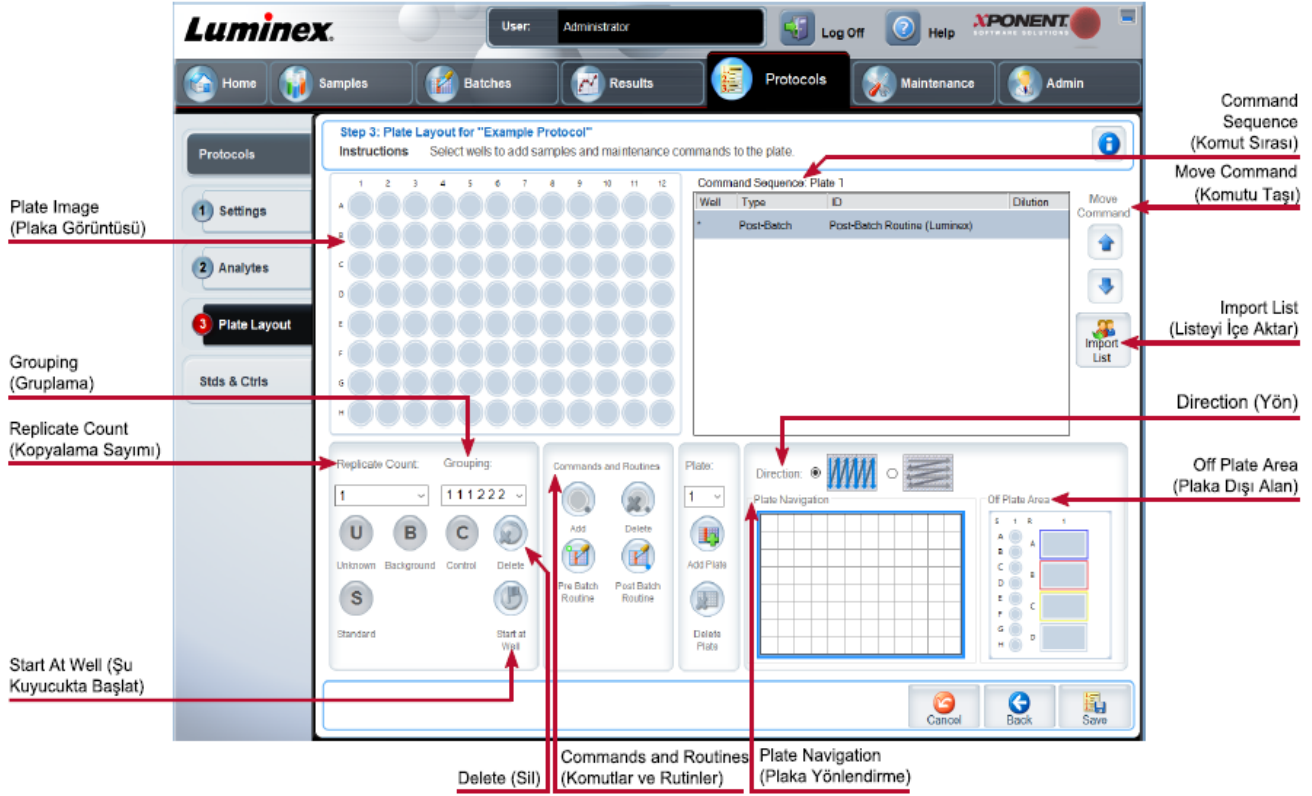 Luminex
User:
Administrator
Log Off
Help
XPONENT
SOFTWARE SOLUTIONS
Home
Samples
Batches
Results
Protocols
Maintenance
Admin
Protocols
1 Settings
2 Analytes
3 Plate Layout
Stds & Ctrls
Step 3: Plate Layout for "Example Protocol"
Instructions Select wells to add samples and maintenance commands to the plate.
1 2 3 4 5 6 7 8 9 10 11 12
A
B
C
D
E
F
G
H
Command Sequence: Plate 1
Well Type ID Dilution
* Post-Batch Post-Batch Routine (Luminex)
Move
Command
Import
List
Replicate Count: Grouping:
1
111222
U B C
Unknown Background Control Delete
S
Standard
Start at
Well
Commands and Routines
Add Delete
Pre Batch
Routine
Post Batch
Routine
Plate:
1
Add Plate
Delete
Plate
Direction:
Plate Navigation
Off Plate Area
S 1 R 1
A
B
C
D
E
F
G
H
A
B
C
D
Cancel
Back
Save
Plate Image
(Plaka Görüntüsü)
Grouping
(Gruplama)
Replicate Count
(Kopyalama Sayımı)
Start At Well (Şu
Kuyucukta Başlat)
Delete (Sil)
Commands and Routines
(Komutlar ve Rutinler)
Plate Navigation
(Plaka Yönlendirme)
Command
Sequence
(Komut Sırası)
Move Command
(Komutu Taşı)
Import List
(Listeyi İçe Aktar)
Direction (Yön)
Off Plate Area
(Plaka Dışı Alan)